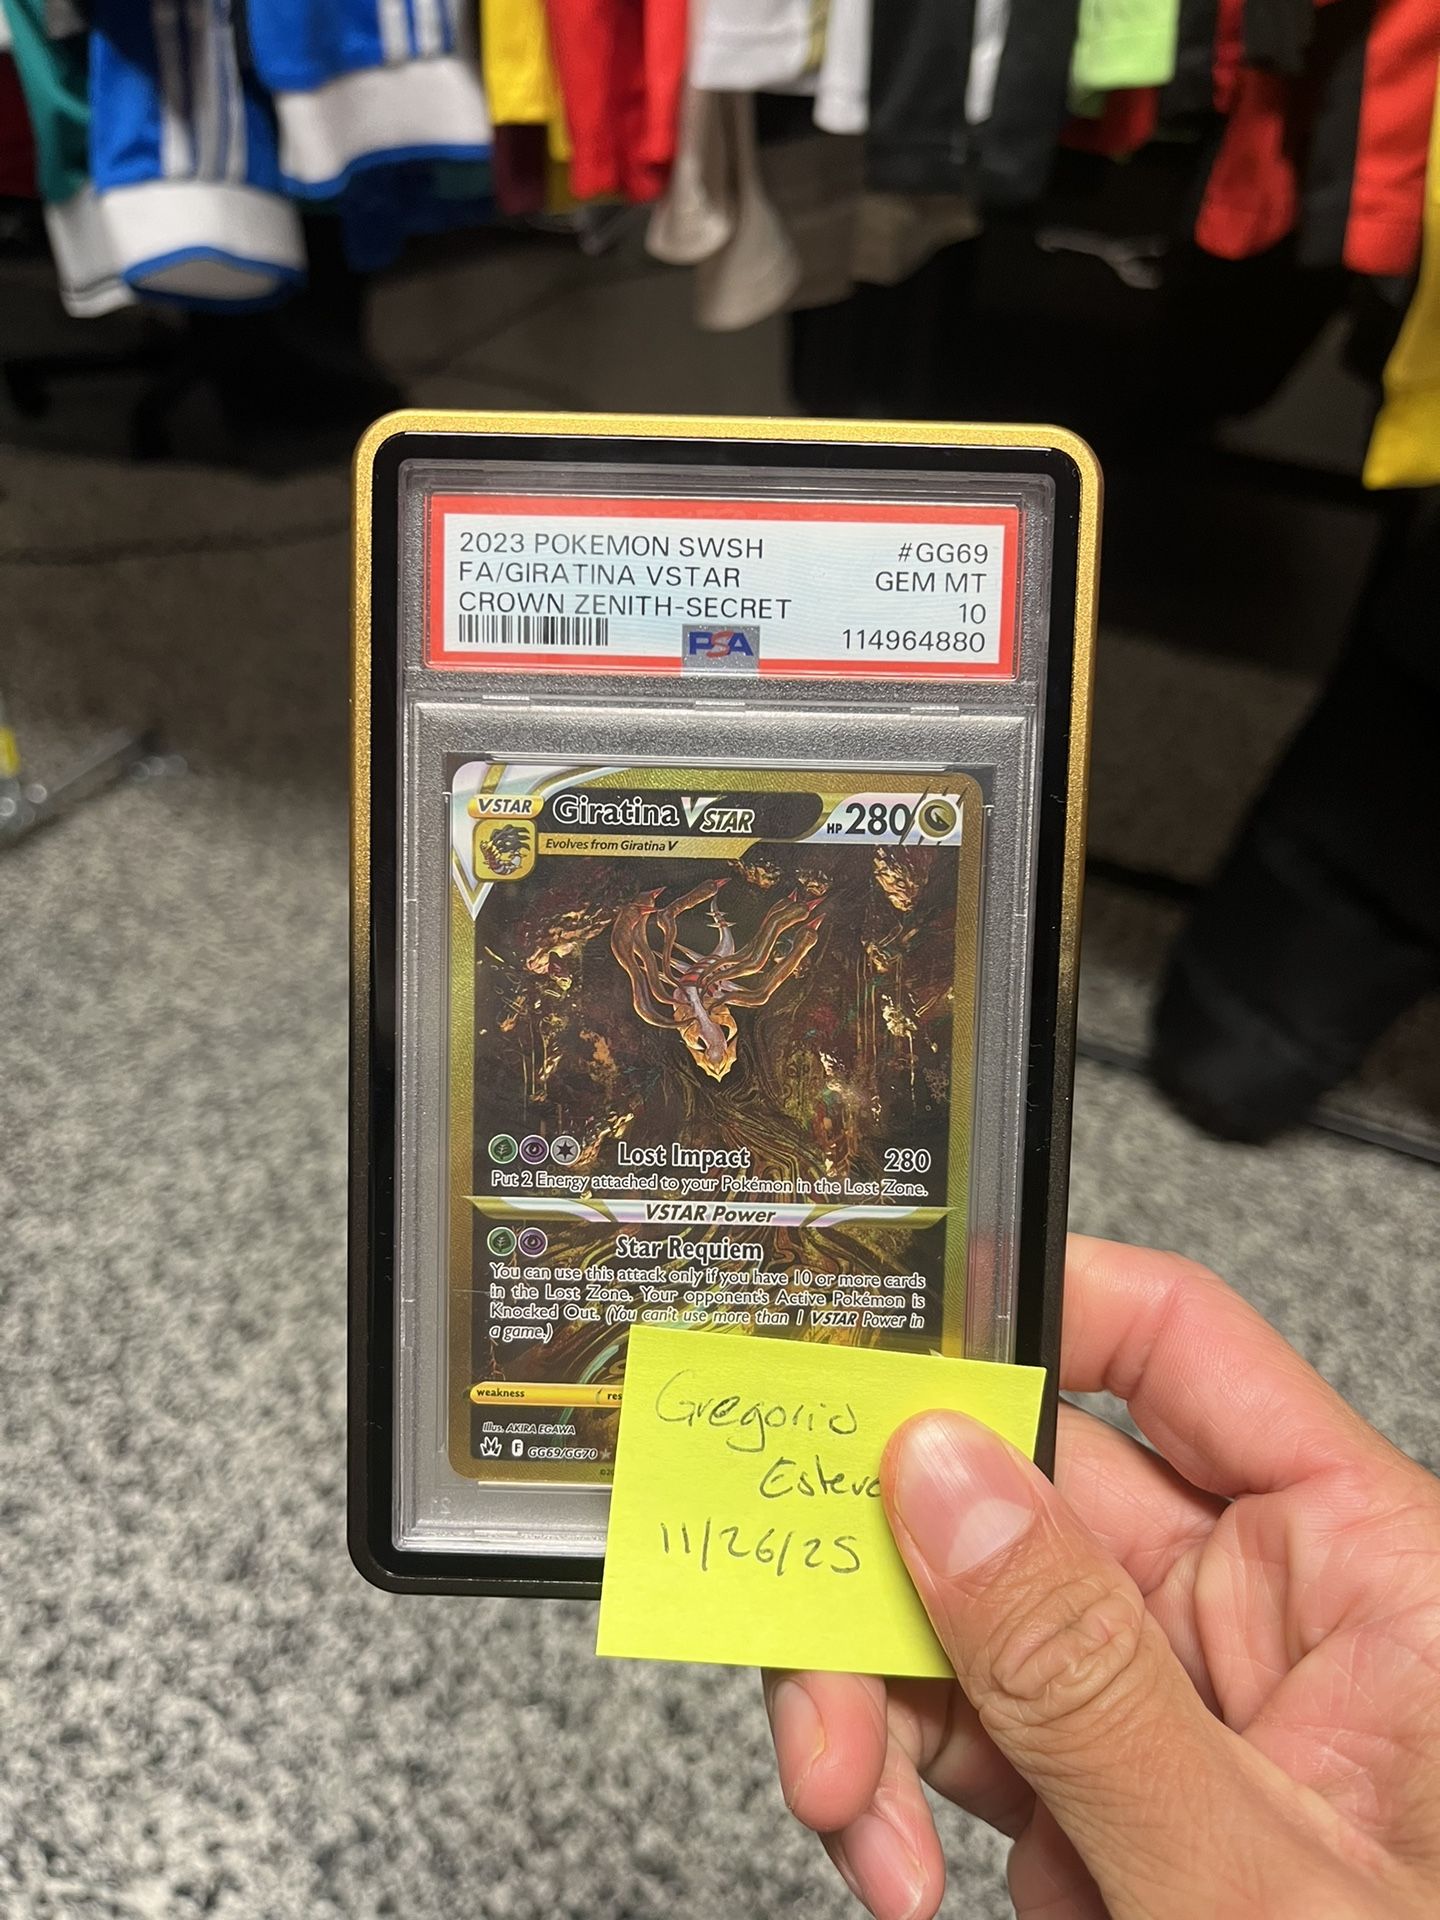 2023 POKEMON SWSH #GG69
FA/GIRATINA VSTAR GEM MT
CROWN ZENITH-SECRET 10
PSA 114964880
VSTAR Giratina VSTAR HP 280
Evolves from Giratina V
Lost Impact 280
Put 2 Energy attached to your Pokémon in the Lost Zone.
VSTAR Power
Star Requiem
You can use this attack only if you have 10 or more cards
in the Lost Zone. Your opponent's Active Pokémon is
Knocked Out. (You can't use more than 1 VSTAR Power in
a game.)
weakness res
Illus. AKIRA EGAWA
F GG69/GG70
Gregorio
11/26/25